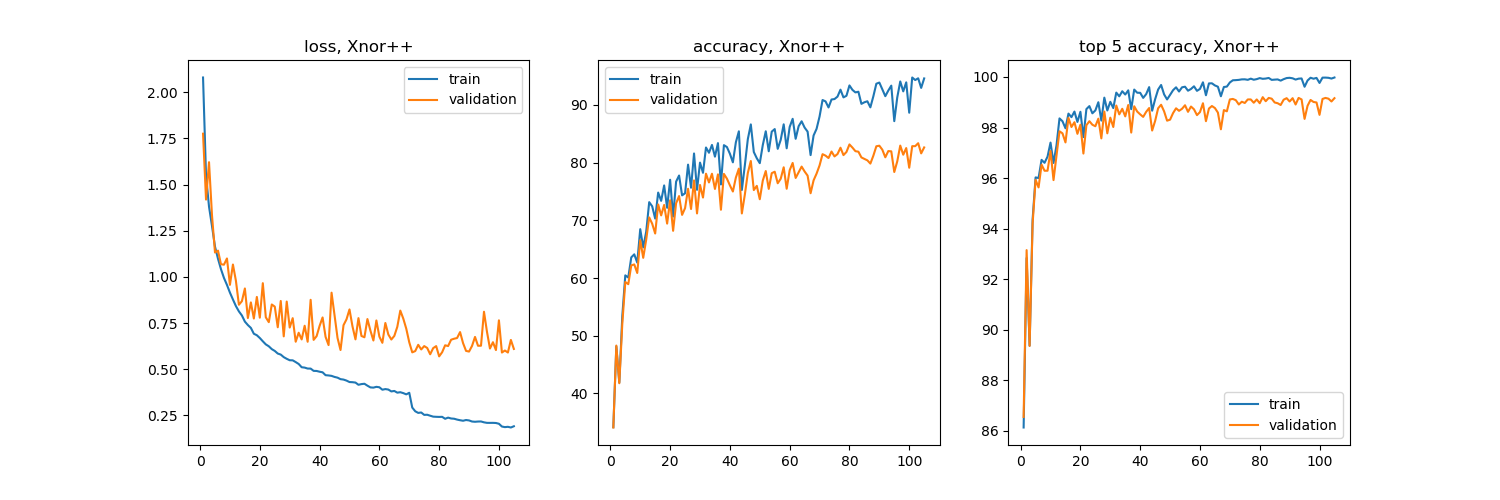 loss, Xnor++
train
validation
2.00
1.75
1.50
1.25
1.00
0.75
0.50
0.25
0 20 40 60 80 100
accuracy, Xnor++
train
validation
90
80
70
60
50
40
0 20 40 60 80 100
top 5 accuracy, Xnor++
100
98
96
94
92
90
88
86
train
validation
0 20 40 60 80 100